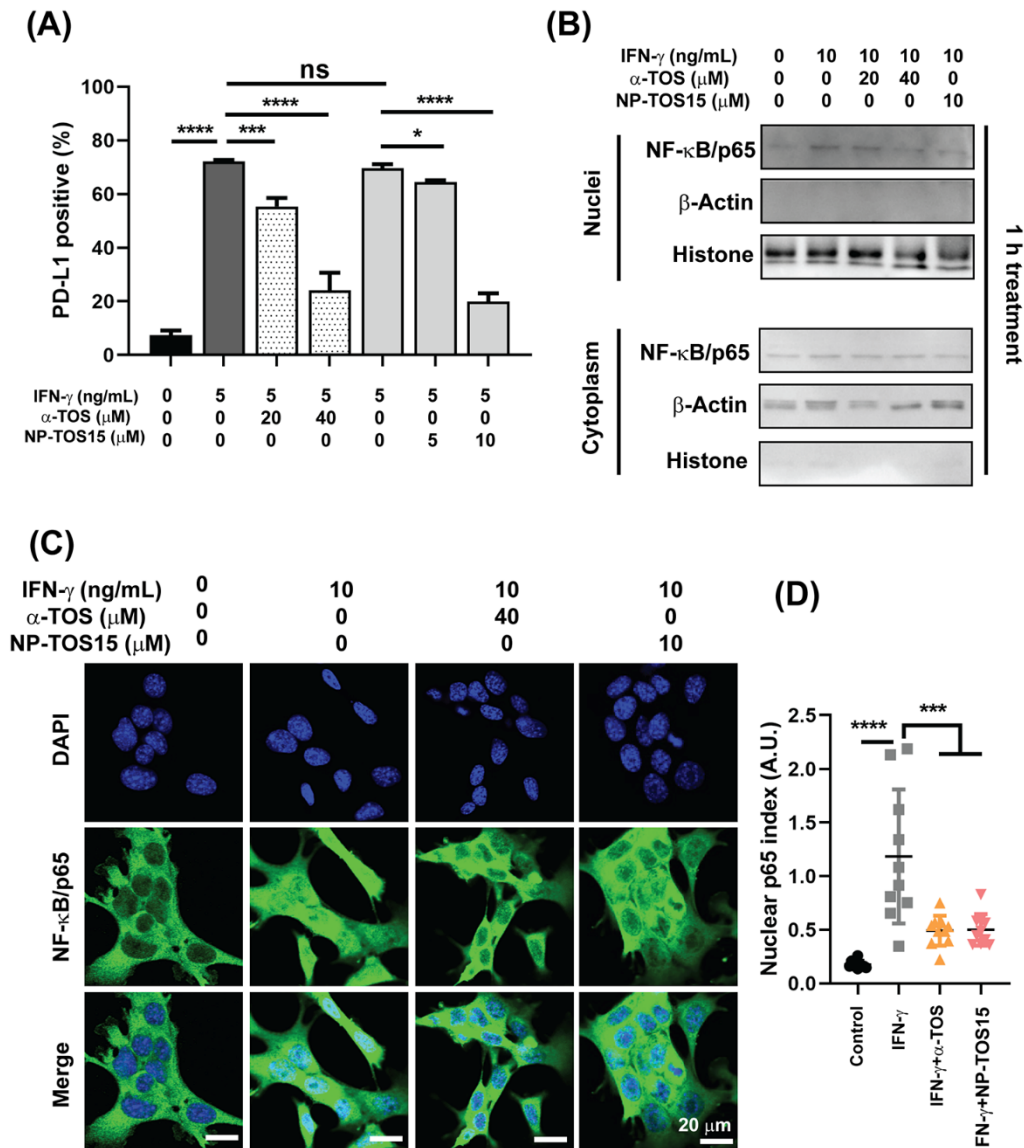 (A)
ns
****
****
****
***
*
100
80
60
40
20
0
PD-L1 positive (%)
IFN-γ (ng/mL) 0 5 5 5 5 5 5
α-TOS (μM) 0 0 20 40 0 0 0
NP-TOS15 (μM) 0 0 0 0 0 5 10
(B)
IFN-γ (ng/mL) 0 10 10 10 10
α-TOS (μM) 0 0 20 40 0
NP-TOS15 (μM) 0 0 0 0 10
Nuclei
NF-κB/p65
β-Actin
Histone
Cytoplasm
NF-κB/p65
β-Actin
Histone
1 h treatment
(C)
IFN-γ (ng/mL) 0 10 10 10
α-TOS (μM) 0 0 40 0
NP-TOS15 (μM) 0 0 0 10
DAPI
NF-κB/p65
Merge
20 μm
(D)
****
***
2.5
2.0
1.5
1.0
0.5
0.0
Nuclear p65 index (A.U.)
Control
IFN-γ
IFN-γ+α-TOS
FN-γ+NP-TOS15